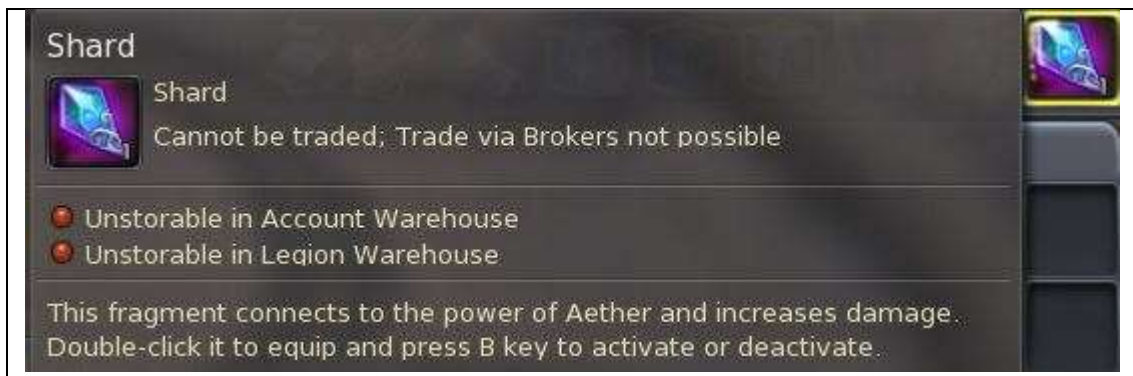 Shard
Shard
Cannot be traded; Trade via Brokers not possible
Unstorable in Account Warehouse
Unstorable in Legion Warehouse
This fragment connects to the power of Aether and increases damage.
Double-click it to equip and press B key to activate or deactivate.